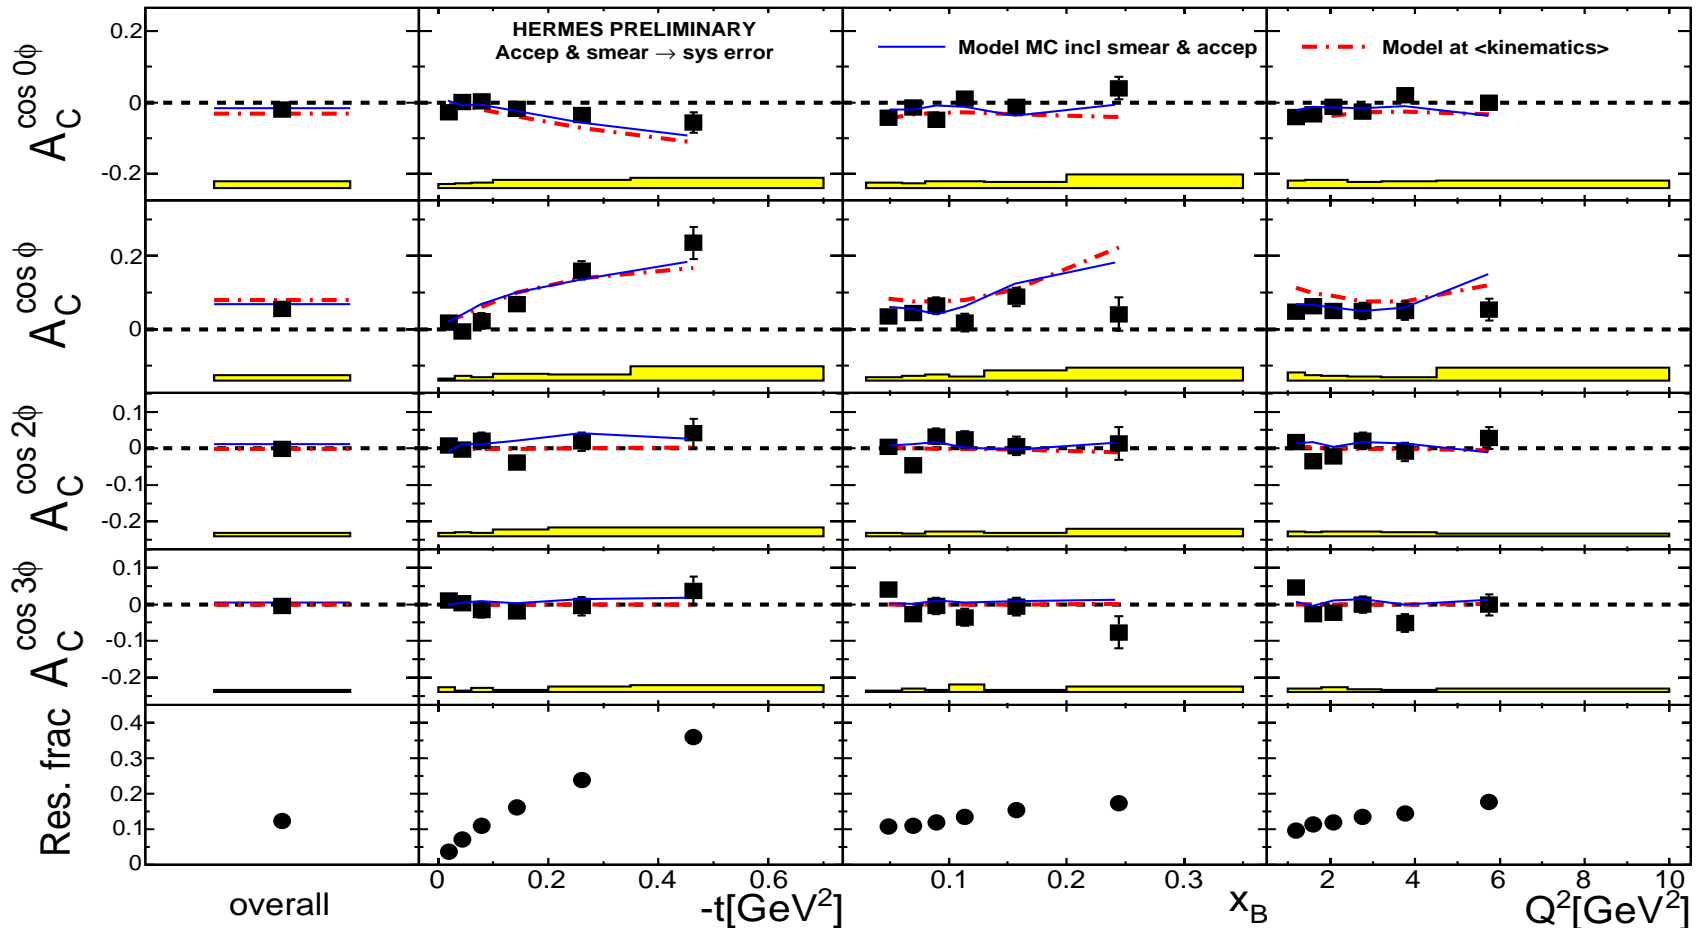 HERMES PRELIMINARY
Accep & smear → sys error
Model MC incl smear & accep
Model at <kinematics>
A_C^cos 0ϕ
0.2
0
-0.2
A_C^cos ϕ
0.2
0
A_C^cos 2ϕ
0.1
0
-0.1
-0.2
A_C^cos 3ϕ
0.1
0
-0.1
-0.2
Res. frac
0.4
0.3
0.2
0.1
0
0 0.2 0.4 0.6
0.1 0.2 0.3
2 4 6 8 10
overall
-t[GeV²]
x_B
Q²[GeV²]